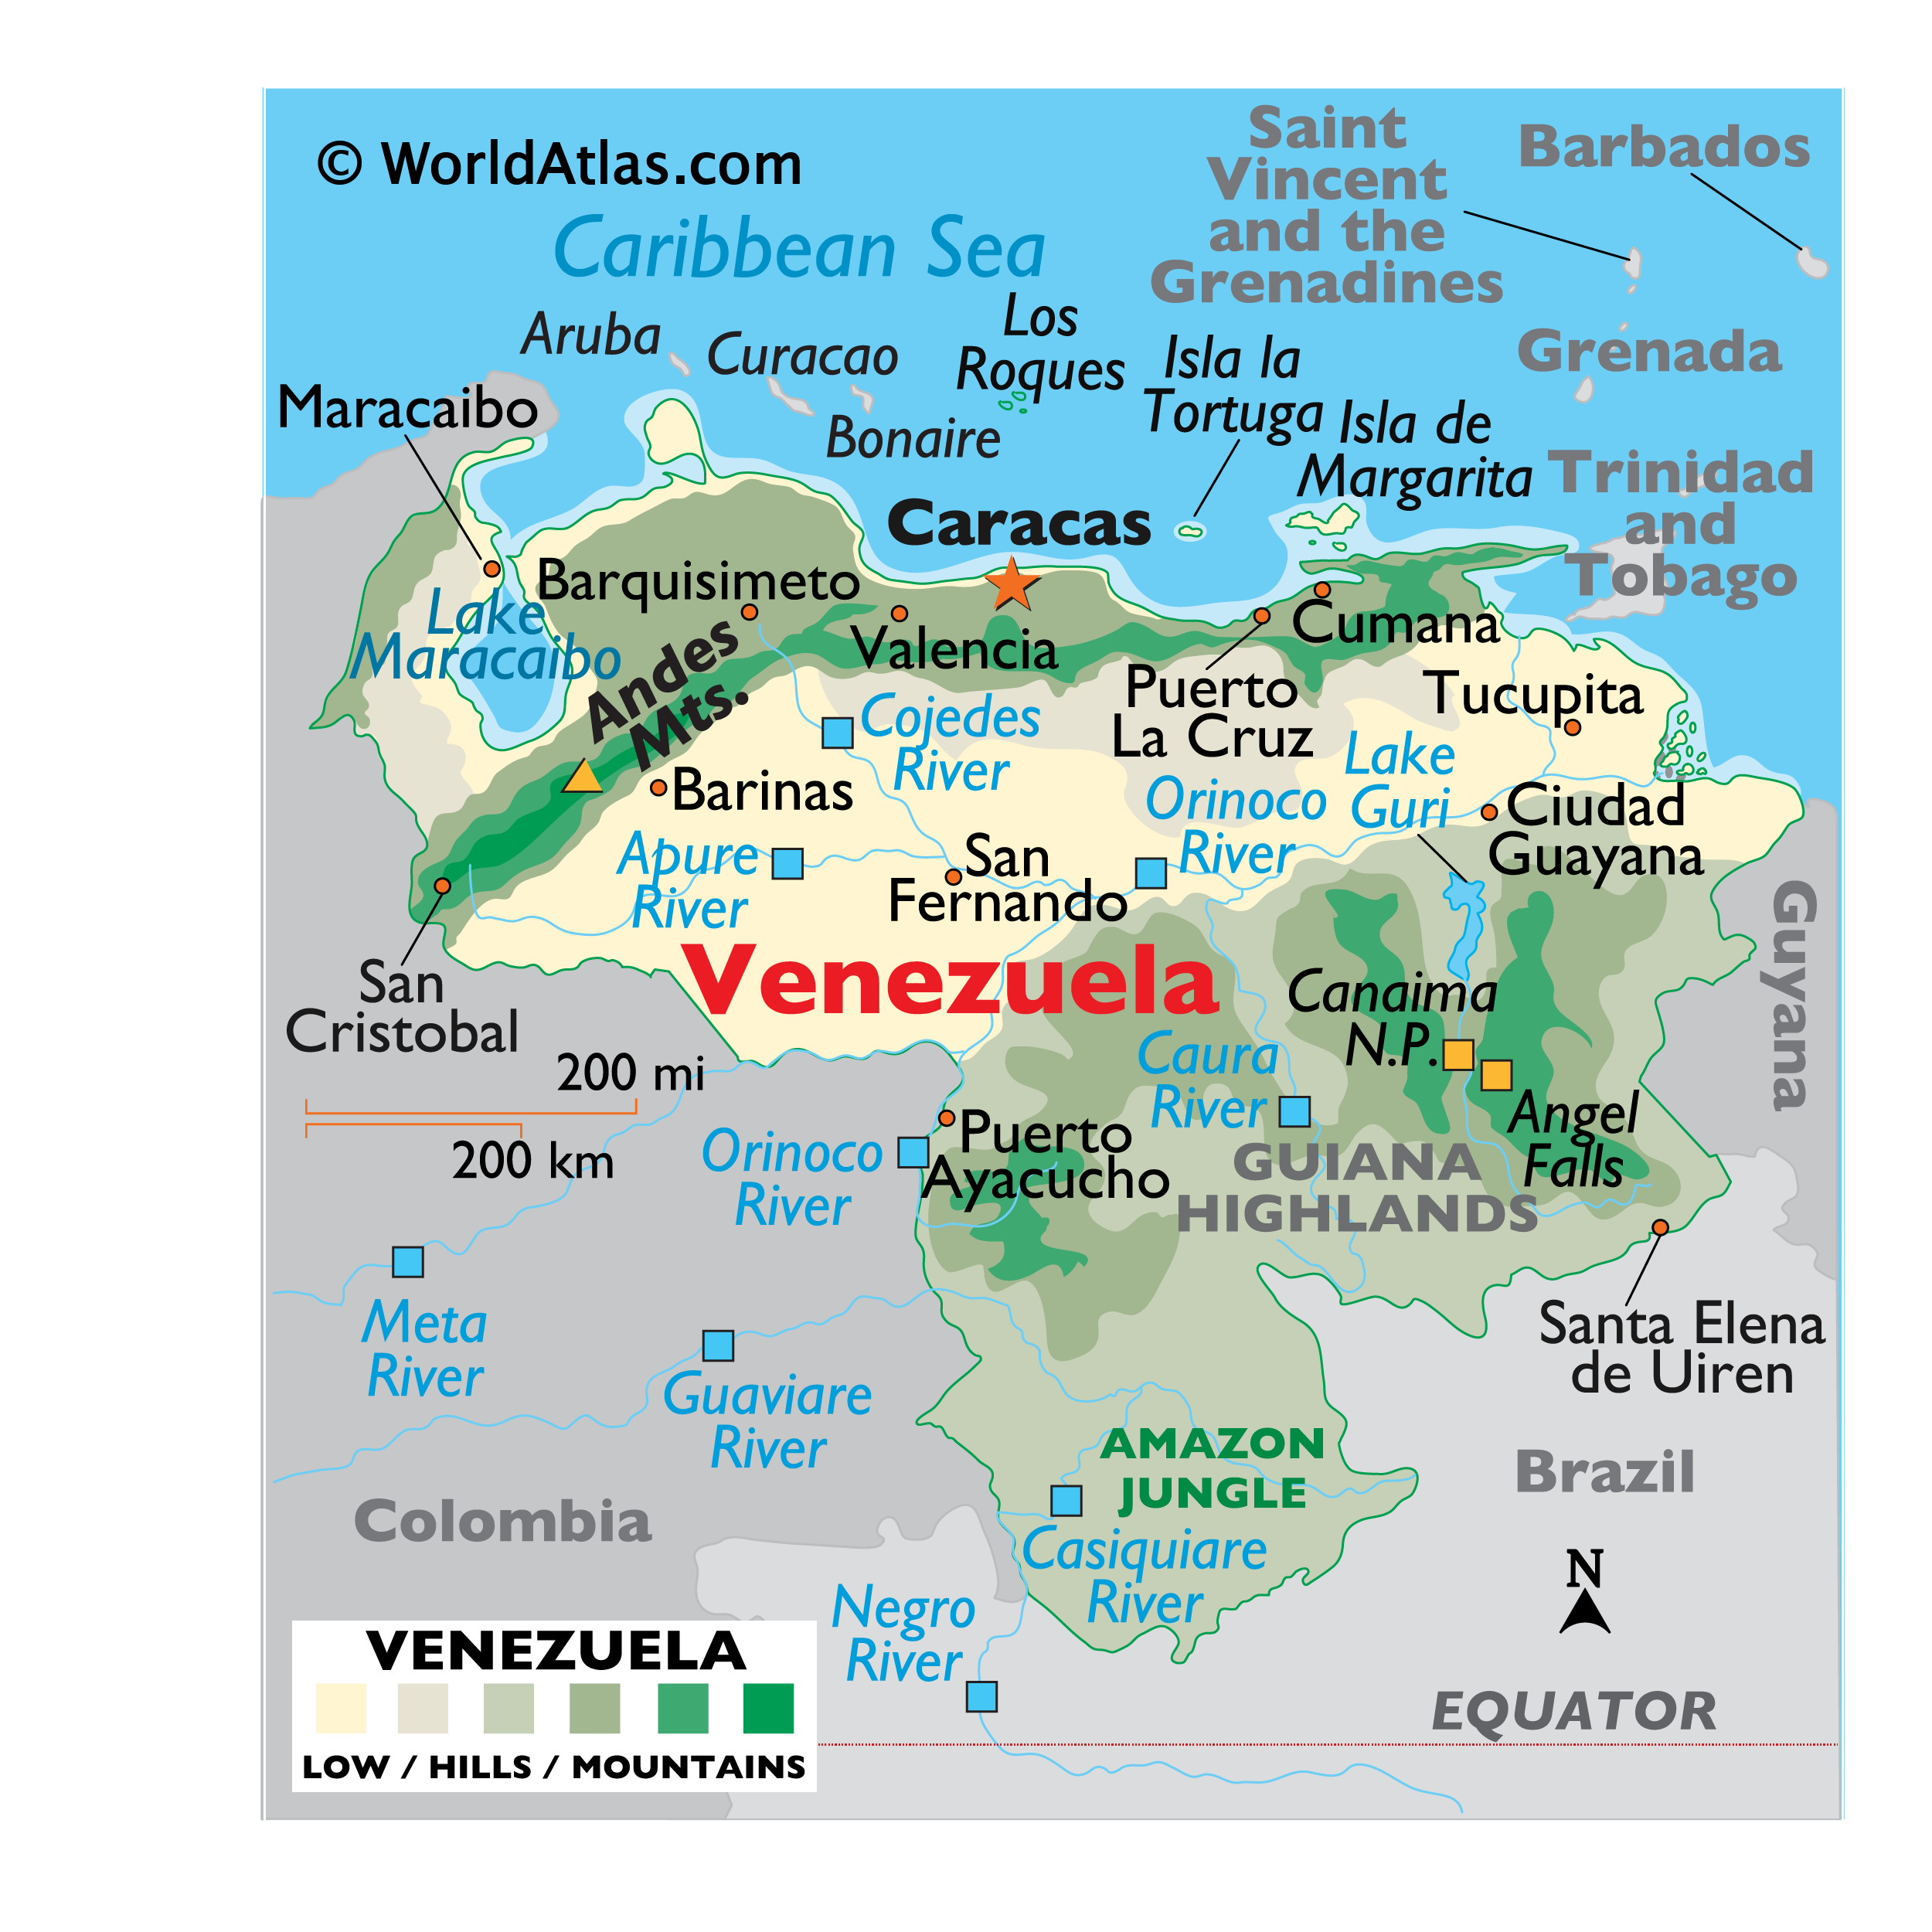 © WorldAtlas.com
Caribbean Sea
Saint
Vincent
and the
Grenadines
Barbados
Aruba
Curacao
Bonaire
Los
Roques
Isla la
Tortuga
Isla de
Margarita
Grenada
Trinidad
and
Tobago
Maracaibo
Caracas
Barquisimeto
Lake
Maracaibo
Valencia
Cumana
Andes
Mts.
Puerto
La Cruz
Tucupita
Cojedes
River
Lake
Guri
Barinas
Orinoco
River
Ciudad
Guayana
Apure
River
San
Fernando
Guyana
Venezuela
San
Cristobal
Canaima
N.P.
Caura
River
200 mi
200 km
Angel
Falls
Orinoco
River
Puerto
Ayacucho
GUIANA
HIGHLANDS
Meta
River
Santa Elena
de Uiren
Guaviare
River
AMAZON
JUNGLE
Brazil
Colombia
Casiquiare
River
N
Negro
River
VENEZUELA
LOW / HILLS / MOUNTAINS
EQUATOR